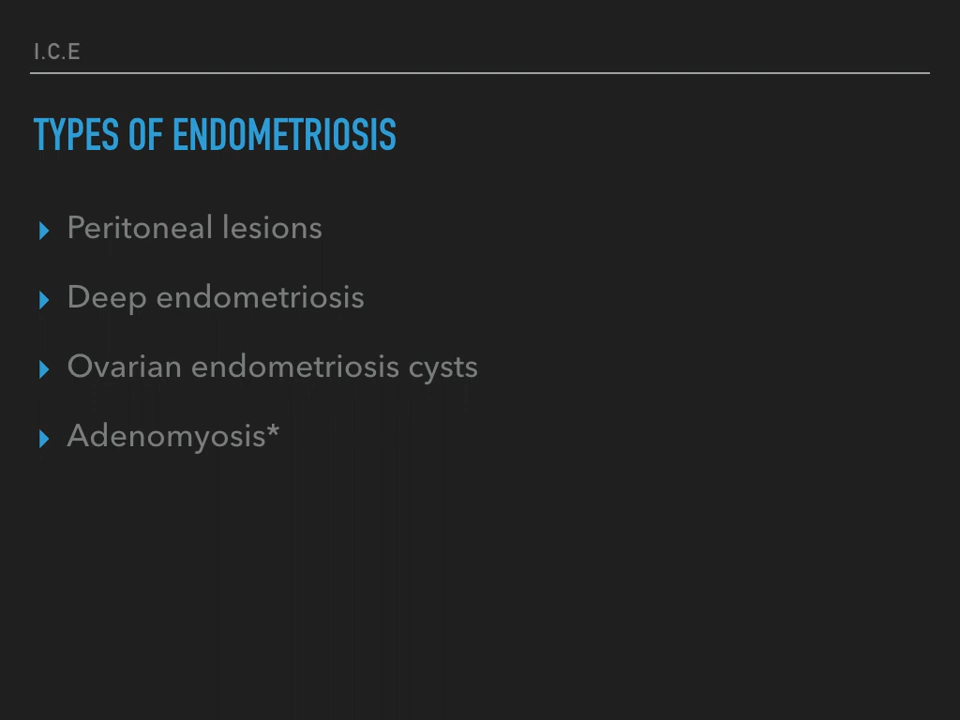 I.C.E
TYPES OF ENDOMETRIOSIS
Peritoneal lesions
Deep endometriosis
Ovarian endometriosis cysts
Adenomyosis*